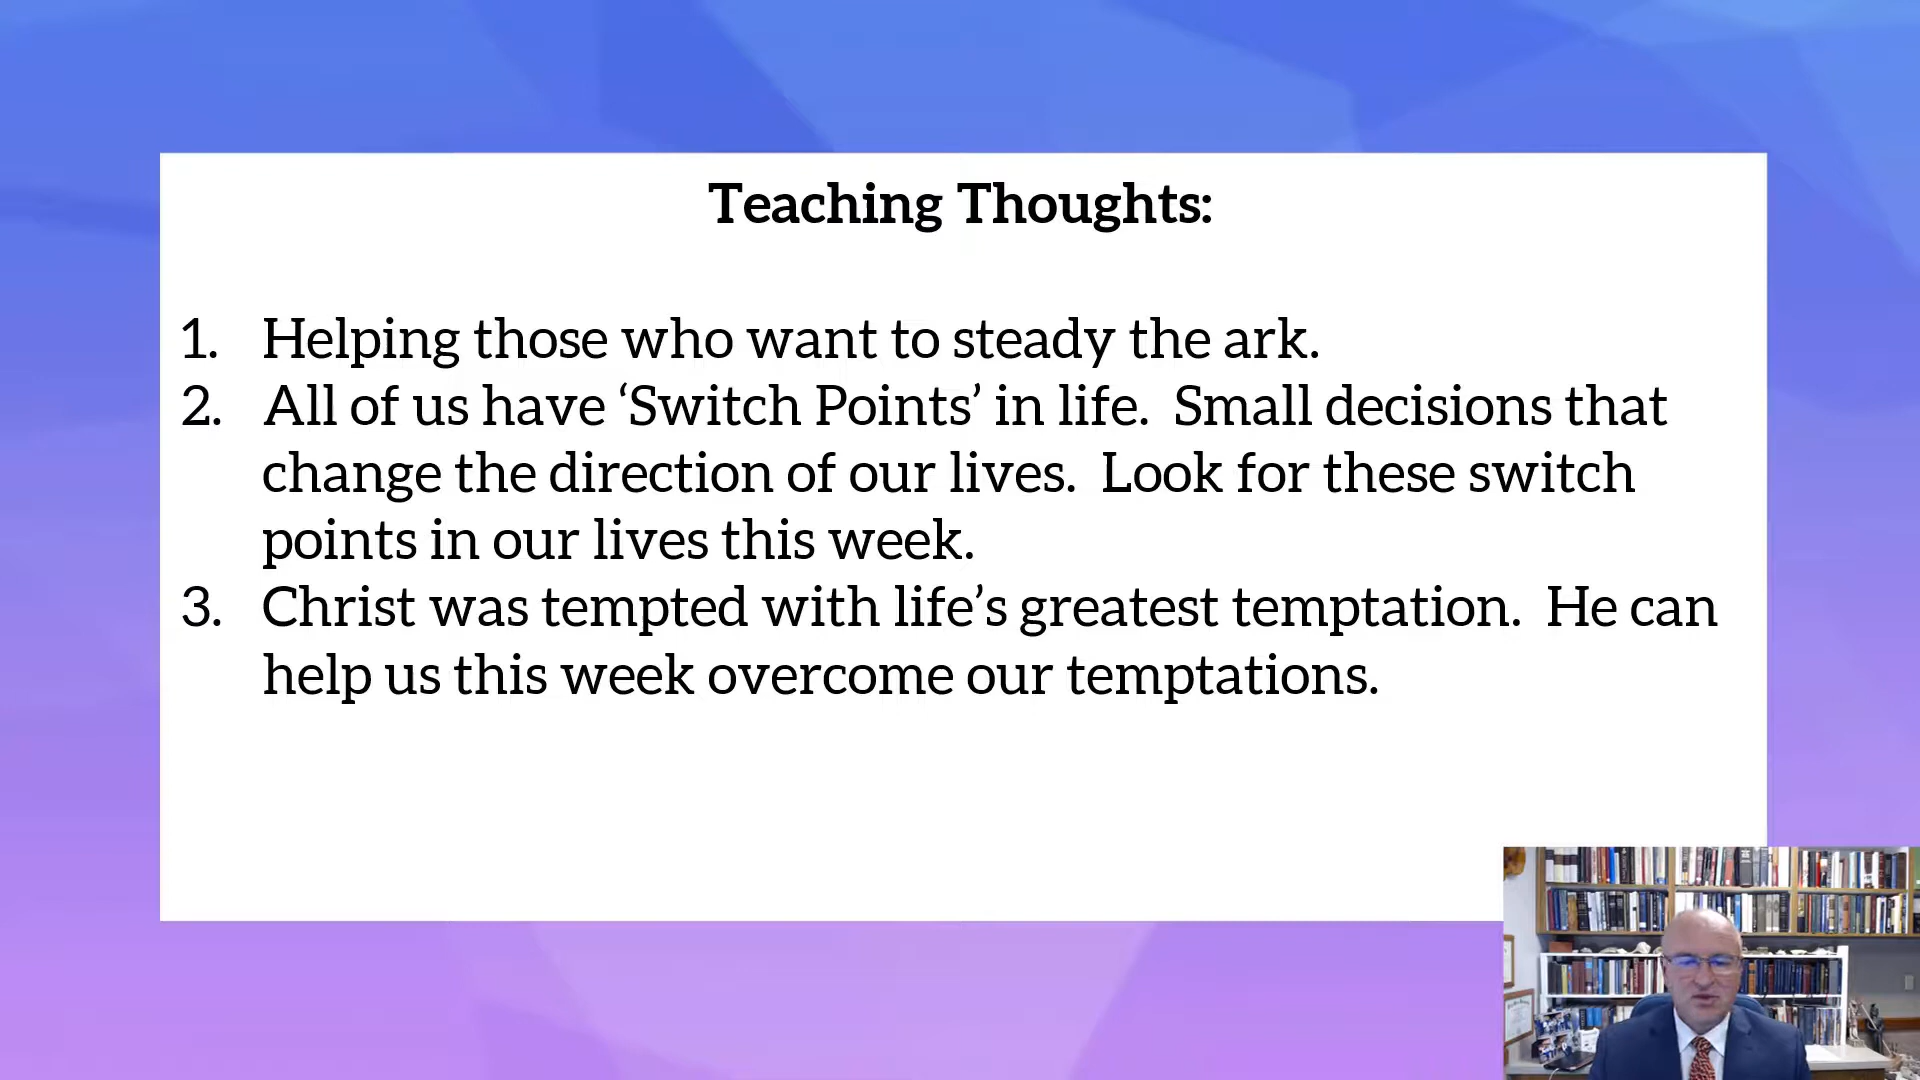 Teaching Thoughts:
1. Helping those who want to steady the ark.
2. All of us have ‘Switch Points’ in life.  Small decisions that
change the direction of our lives.  Look for these switch
points in our lives this week.
3. Christ was tempted with life’s greatest temptation.  He can
help us this week overcome our temptations.